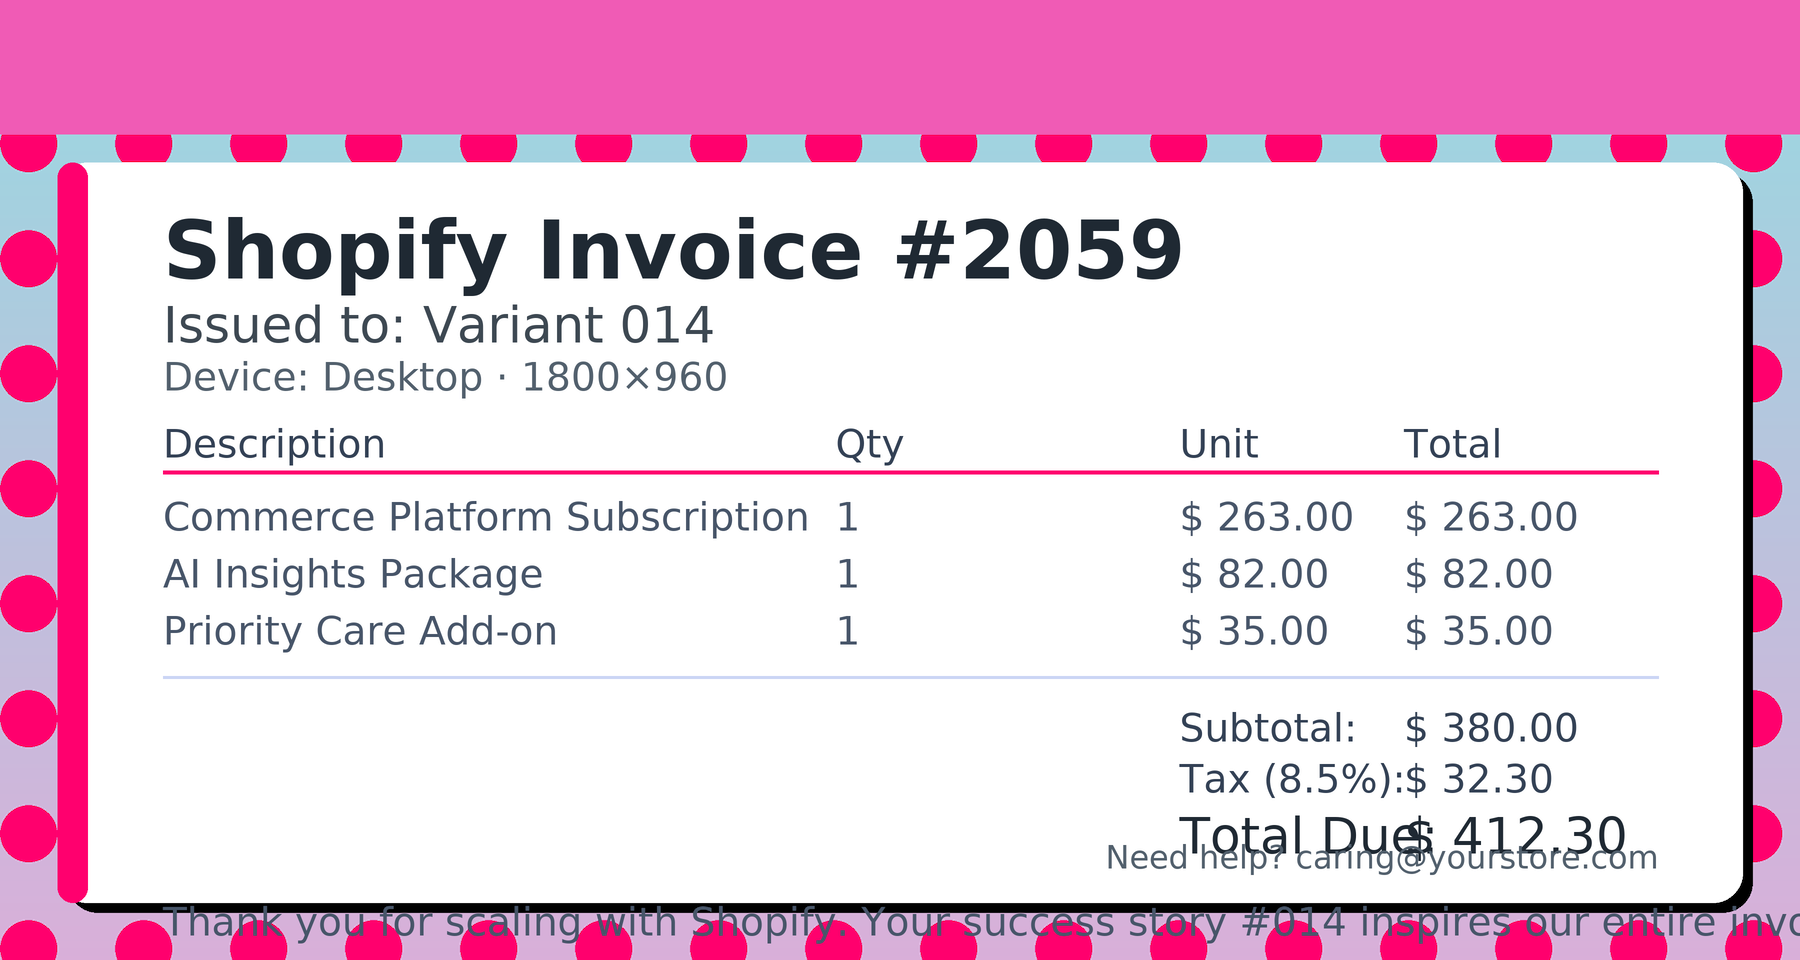 Shopify Invoice #2059
Issued to: Variant 014
Device: Desktop · 1800×960
Description Qty Unit Total
Commerce Platform Subscription 1 $ 263.00 $ 263.00
AI Insights Package 1 $ 82.00 $ 82.00
Priority Care Add-on 1 $ 35.00 $ 35.00
Subtotal: $ 380.00
Tax (8.5%): $ 32.30
Total Due: $ 412.30
Need help? caring@yourstore.com
Thank you for scaling with Shopify. Your success story #014 inspires our entire